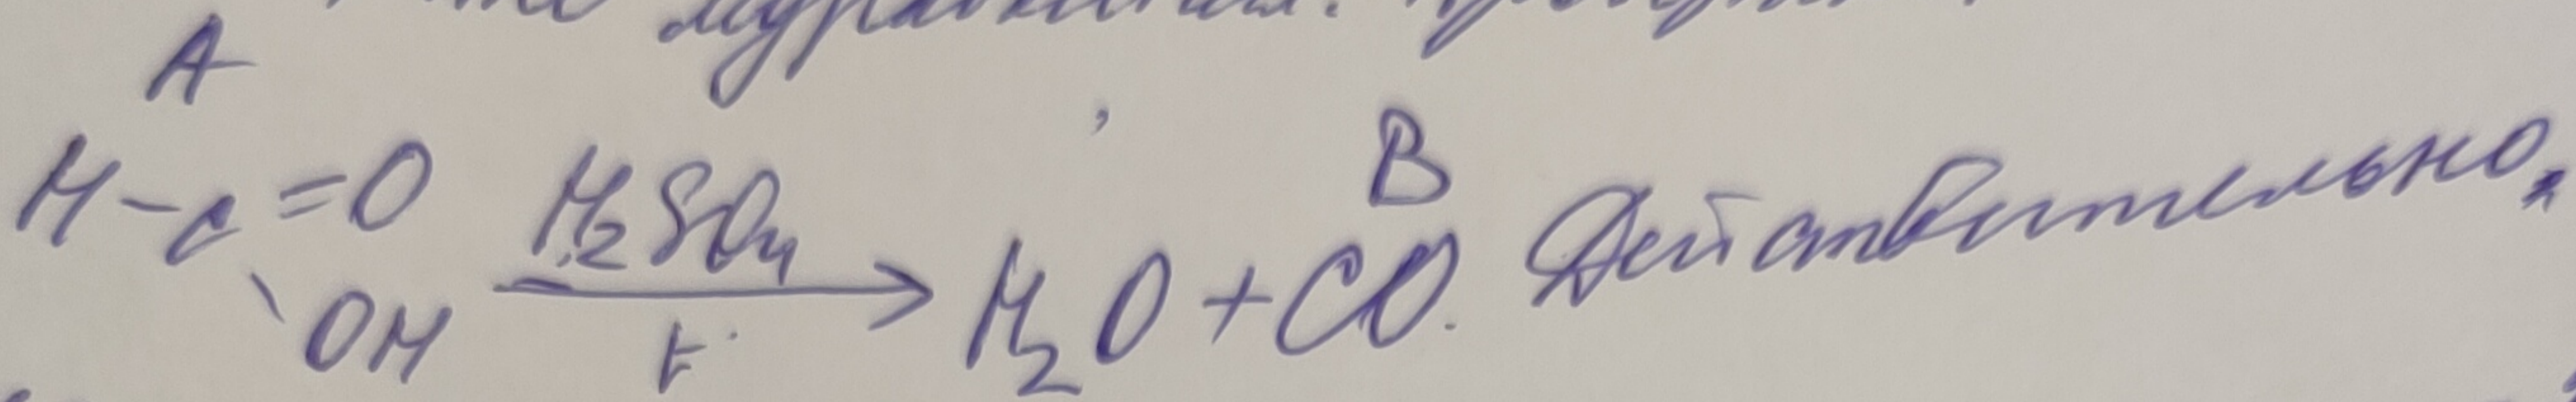 A
B
H-C=O H₂SO₄
OH t° → H₂O + CO. Действительно,